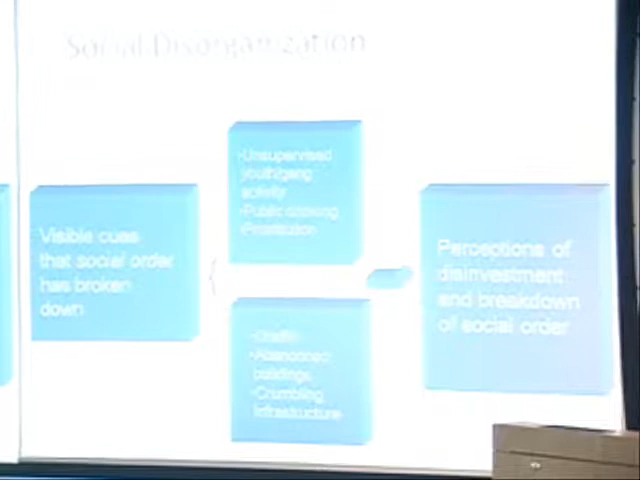 Social Disorganization
Visible cues
that social order
has broken
down
•Unsupervised
youth/gang
activity
•Public drinking
•Prostitution
•Graffiti
•Abandoned
buildings
•Crumbling
infrastructure
Perceptions of
disinvestment
and breakdown
of social order